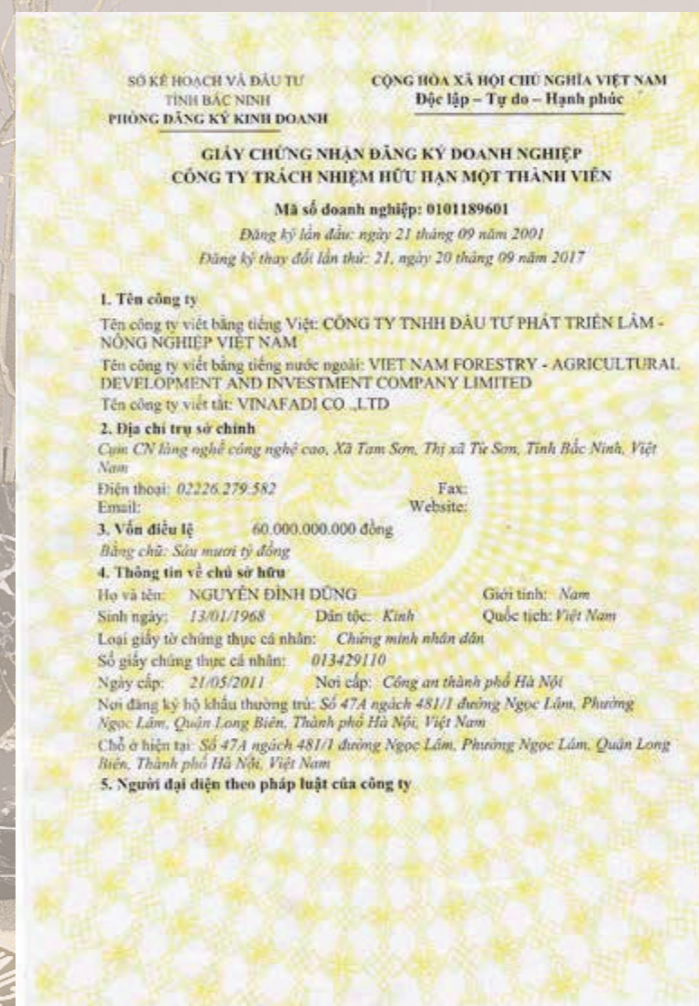 SỞ KẾ HOẠCH VÀ ĐẦU TƯ
TỈNH BẮC NINH
PHÒNG ĐĂNG KÝ KINH DOANH
CỘNG HÒA XÃ HỘI CHỦ NGHĨA VIỆT NAM
Độc lập – Tự do – Hạnh phúc
GIẤY CHỨNG NHẬN ĐĂNG KÝ DOANH NGHIỆP
CÔNG TY TRÁCH NHIỆM HỮU HẠN MỘT THÀNH VIÊN
Mã số doanh nghiệp: 0101189601
Đăng ký lần đầu: ngày 21 tháng 09 năm 2001
Đăng ký thay đổi lần thứ: 21, ngày 20 tháng 09 năm 2017
1. Tên công ty
Tên công ty viết bằng tiếng Việt: CÔNG TY TNHH ĐẦU TƯ PHÁT TRIỂN LÂM -
NÔNG NGHIỆP VIỆT NAM
Tên công ty viết bằng tiếng nước ngoài: VIET NAM FORESTRY - AGRICULTURAL
DEVELOPMENT AND INVESTMENT COMPANY LIMITED
Tên công ty viết tắt: VINAFADI CO .,LTD
2. Địa chỉ trụ sở chính
Cụm CN làng nghề công nghệ cao, Xã Tam Sơn, Thị xã Từ Sơn, Tỉnh Bắc Ninh, Việt
Nam
Điện thoại: 02226.279.582 Fax:
Email: Website:
3. Vốn điều lệ 60.000.000.000 đồng
Bằng chữ: Sáu mươi tỷ đồng
4. Thông tin về chủ sở hữu
Họ và tên: NGUYỄN ĐÌNH DŨNG Giới tính: Nam
Sinh ngày: 13/01/1968 Dân tộc: Kinh Quốc tịch: Việt Nam
Loại giấy tờ chứng thực cá nhân: Chứng minh nhân dân
Số giấy chứng thực cá nhân: 013429110
Ngày cấp: 21/05/2011 Nơi cấp: Công an thành phố Hà Nội
Nơi đăng ký hộ khẩu thường trú: Số 47A ngách 481/1 đường Ngọc Lâm, Phường
Ngọc Lâm, Quận Long Biên, Thành phố Hà Nội, Việt Nam
Chỗ ở hiện tại: Số 47A ngách 481/1 đường Ngọc Lâm, Phường Ngọc Lâm, Quận Long
Biên, Thành phố Hà Nội, Việt Nam
5. Người đại diện theo pháp luật của công ty